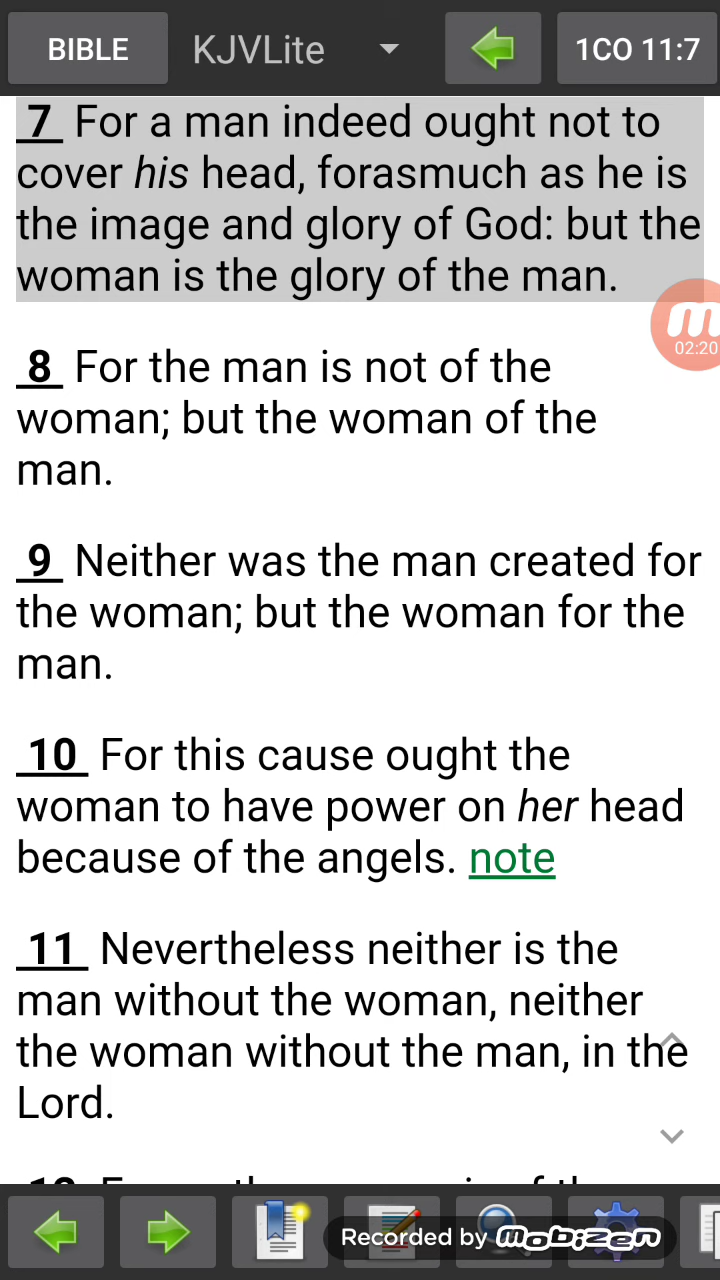 BIBLE KJVLite 1CO 11:7
7 For a man indeed ought not to
cover his head, forasmuch as he is
the image and glory of God: but the
woman is the glory of the man.
02:20
8 For the man is not of the
woman; but the woman of the
man.
9 Neither was the man created for
the woman; but the woman for the
man.
10 For this cause ought the
woman to have power on her head
because of the angels. note
11 Nevertheless neither is the
man without the woman, neither
the woman without the man, in the
Lord.
Recorded by mobizen